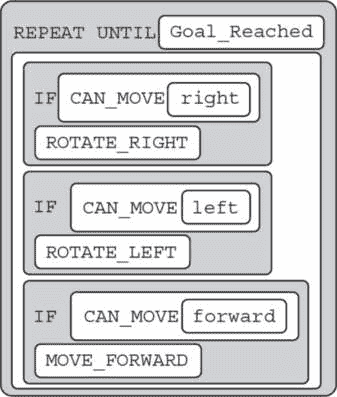 REPEAT UNTIL Goal_Reached
IF CAN_MOVE right
ROTATE_RIGHT
IF CAN_MOVE left
ROTATE_LEFT
IF CAN_MOVE forward
MOVE_FORWARD